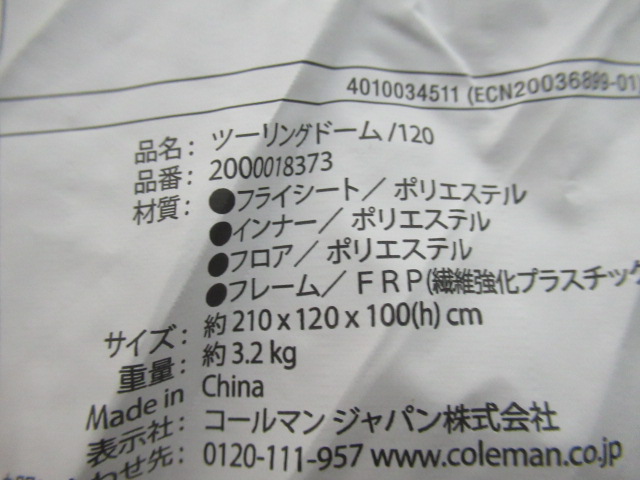 4010034511 (ECN20036899-01)
品名: ツーリングドーム/120
品番: 2000018373
材質: ●フライシート/ ポリエステル
●インナー/ ポリエステル
●フロア/ ポリエステル
●フレーム/ FRP(繊維強化プラスチック
サイズ: 約 210 x 120 x 100(h) cm
重量: 約 3.2 kg
Made in China
表示社: コールマン ジャパン株式会社
わせ先: 0120-111-957 www.coleman.co.jp